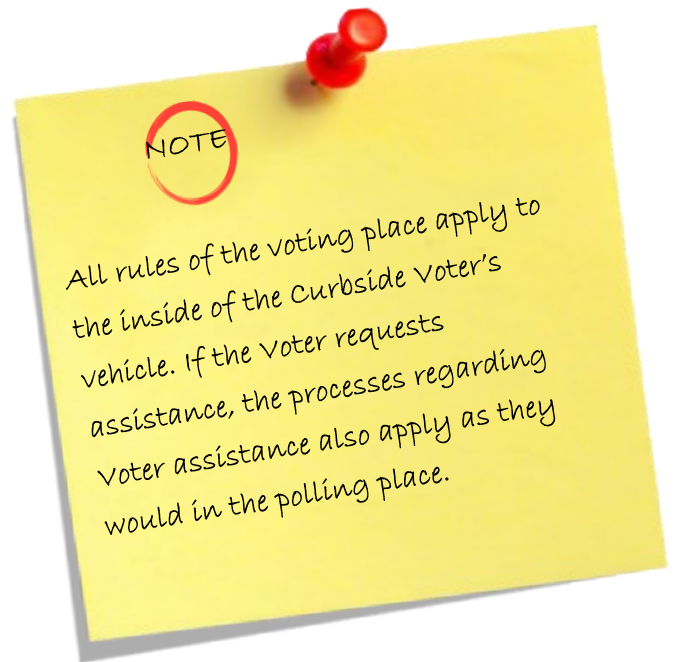 NOTE
All rules of the voting place apply to
the inside of the Curbside Voter's
vehicle. If the Voter requests
assistance, the processes regarding
Voter assistance also apply as they
would in the polling place.